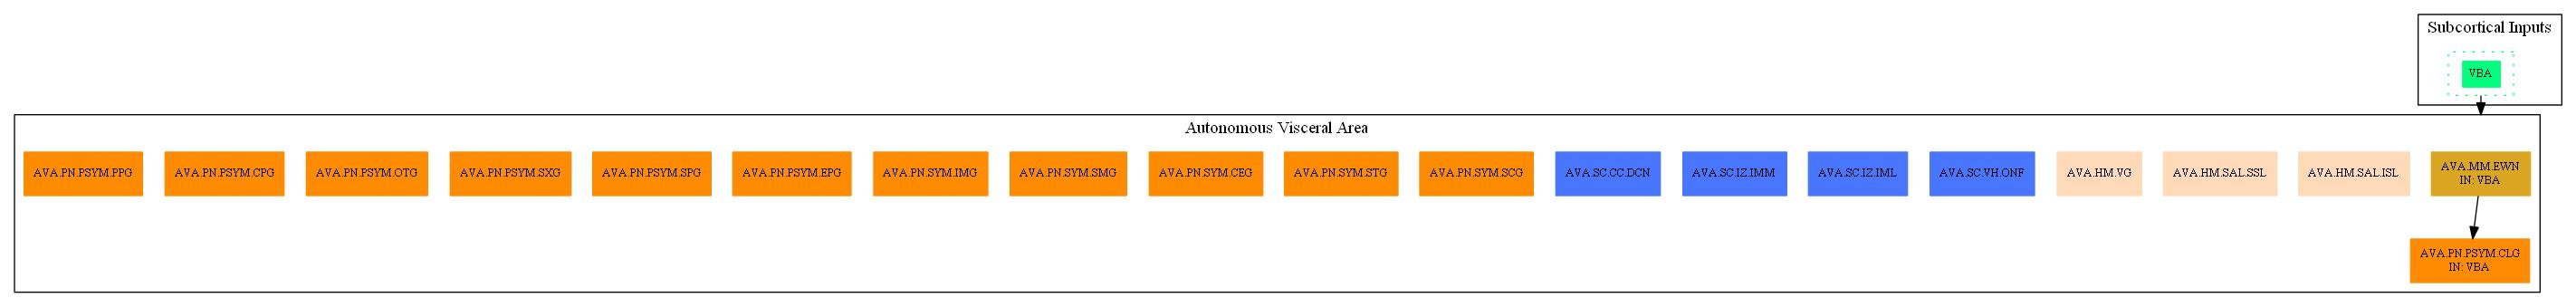 Subcortical Inputs
VBA
Autonomous Visceral Area
AVA.PN.PSYM.PPG
AVA.PN.PSYM.CPG
AVA.PN.PSYM.OTG
AVA.PN.PSYM.SXG
AVA.PN.PSYM.SPG
AVA.PN.PSYM.EPG
AVA.PN.SYM.IMG
AVA.PN.SYM.SMG
AVA.PN.SYM.CEG
AVA.PN.SYM.STG
AVA.PN.SYM.SCG
AVA.SC.CC.DCN
AVA.SC.IZ.IMM
AVA.SC.IZ.IML
AVA.SC.VH.ONF
AVA.HM.VG
AVA.HM.SAL.SSL
AVA.HM.SAL.ISL
AVA.MM.EWN
IN: VBA
AVA.PN.PSYM.CLG
IN: VBA